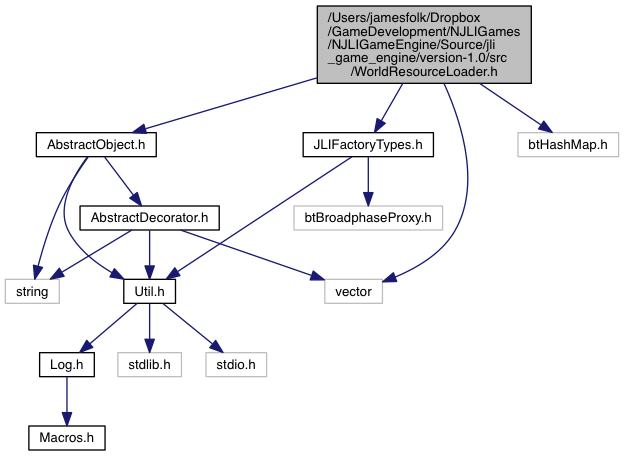 /Users/jamesfolk/Dropbox
/GameDevelopment/NJLIGames
/NJLIGameEngine/Source/jli
_game_engine/version-1.0/src
/WorldResourceLoader.h
AbstractObject.h
JLIFactoryTypes.h
btHashMap.h
AbstractDecorator.h
btBroadphaseProxy.h
string
Util.h
vector
Log.h
stdlib.h
stdio.h
Macros.h